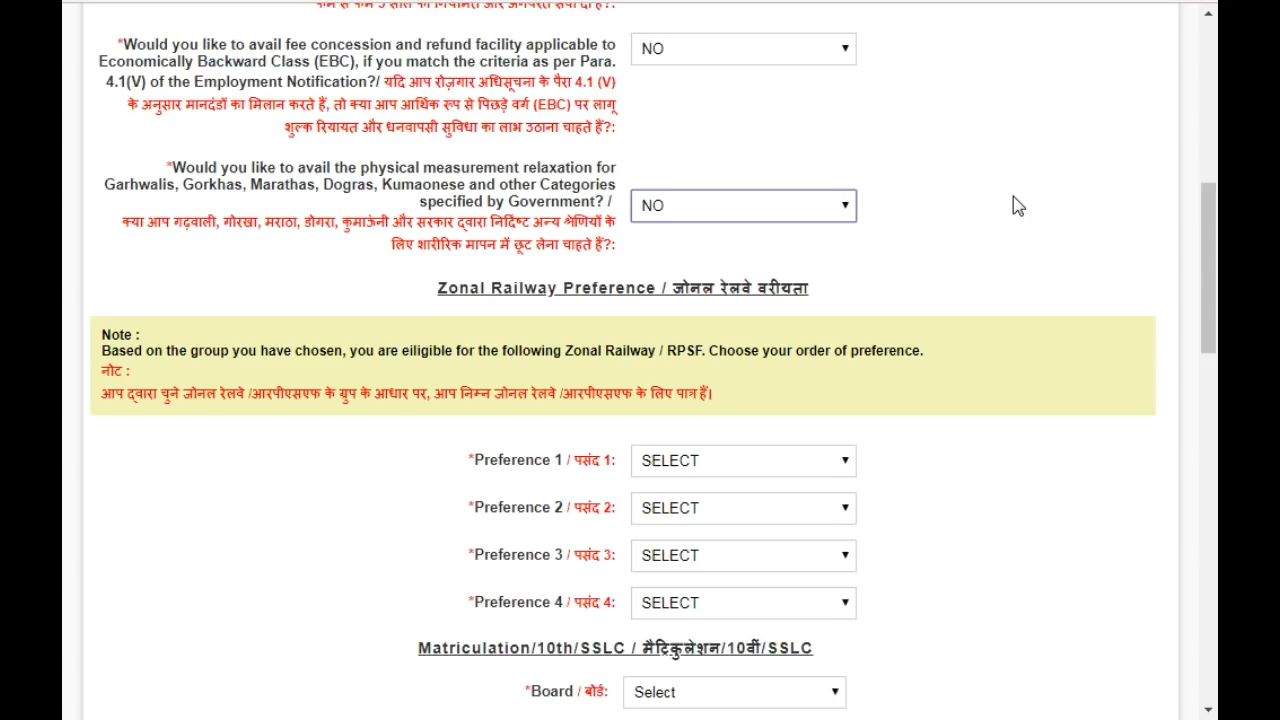 *Would you like to avail fee concession and refund facility applicable to
Economically Backward Class (EBC), if you match the criteria as per Para.
4.1(V) of the Employment Notification?/ यदि आप रोज़गार अधिसूचना के पैरा 4.1 (V)
के अनुसार मानदंडों का मिलान करते हैं, तो क्या आप आर्थिक रूप से पिछड़े वर्ग (EBC) पर लागू
शुल्क रियायत और धनवापसी सुविधा का लाभ उठाना चाहते हैं?:
NO
*Would you like to avail the physical measurement relaxation for
Garhwalis, Gorkhas, Marathas, Dogras, Kumaonese and other Categories
specified by Government? /
क्या आप गढ़वाली, गोरखा, मराठा, डोगरा, कुमाऊंनी और सरकार द्वारा निर्दिष्ट अन्य श्रेणियों के
लिए शारीरिक मापन में छूट लेना चाहते हैं?:
NO
Zonal Railway Preference / जोनल रेलवे वरीयता
Note :
Based on the group you have chosen, you are eiligible for the following Zonal Railway / RPSF. Choose your order of preference.
नोट :
आप द्वारा चुने जोनल रेलवे /आरपीएसएफ के ग्रुप के आधार पर, आप निम्न जोनल रेलवे /आरपीएसएफ के लिए पात्र हैं।
*Preference 1 / पसंद 1: SELECT
*Preference 2 / पसंद 2: SELECT
*Preference 3 / पसंद 3: SELECT
*Preference 4 / पसंद 4: SELECT
Matriculation/10th/SSLC / मैट्रिकुलेशन/10वीं/SSLC
*Board / बोर्ड: Select